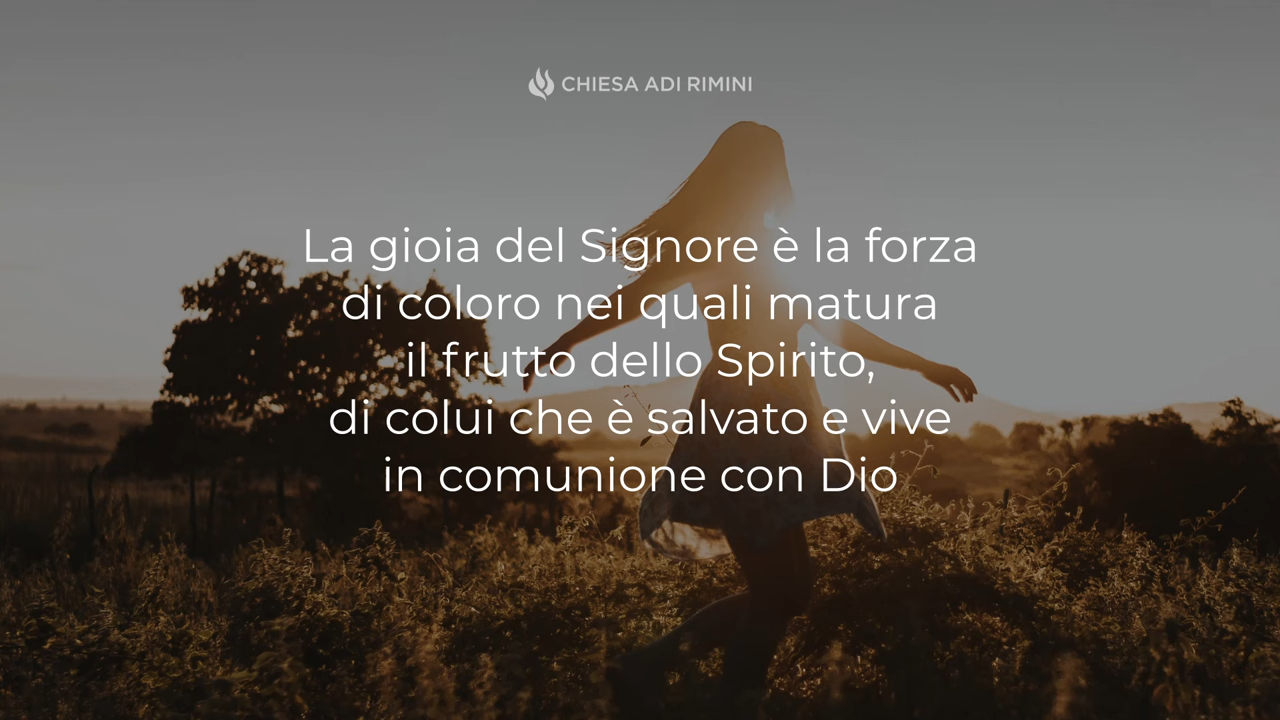 CHIESA ADI RIMINI
La gioia del Signore è la forza
di coloro nei quali matura
il frutto dello Spirito,
di colui che è salvato e vive
in comunione con Dio